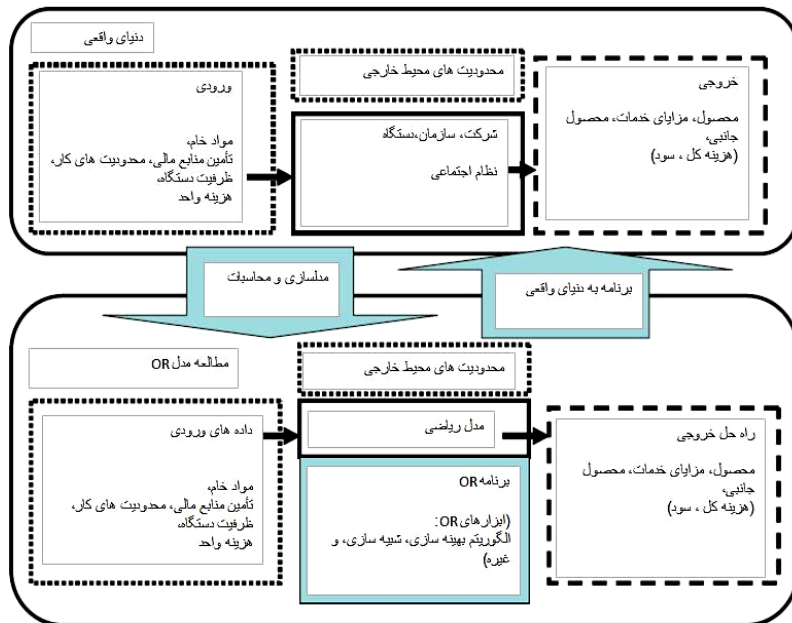 دنیای واقعی
ورودی
مواد خام،
تأمین منابع مالی، محدودیت های کار،
ظرفیت دستگاه،
هزینه واحد
محدودیت های محیط خارجی
شرکت، سازمان،دستگاه
نظام اجتماعی
خروجی
محصول، مزایای خدمات، محصول
جانبی،
(هزینه کل ، سود)
مدلسازی و محاسبات
برنامه به دنیای واقعی
مطالعه مدل OR
داده های ورودی
مواد خام،
تأمین منابع مالی، محدودیت های کار،
ظرفیت دستگاه،
هزینه واحد
محدودیت های محیط خارجی
مدل ریاضی
برنامه OR
(ابزارهای OR:
الگوریتم بهینه سازی، شبیه سازی، و
غیره)
راه حل خروجی
محصول، مزایای خدمات، محصول
جانبی،
(هزینه کل ، سود)